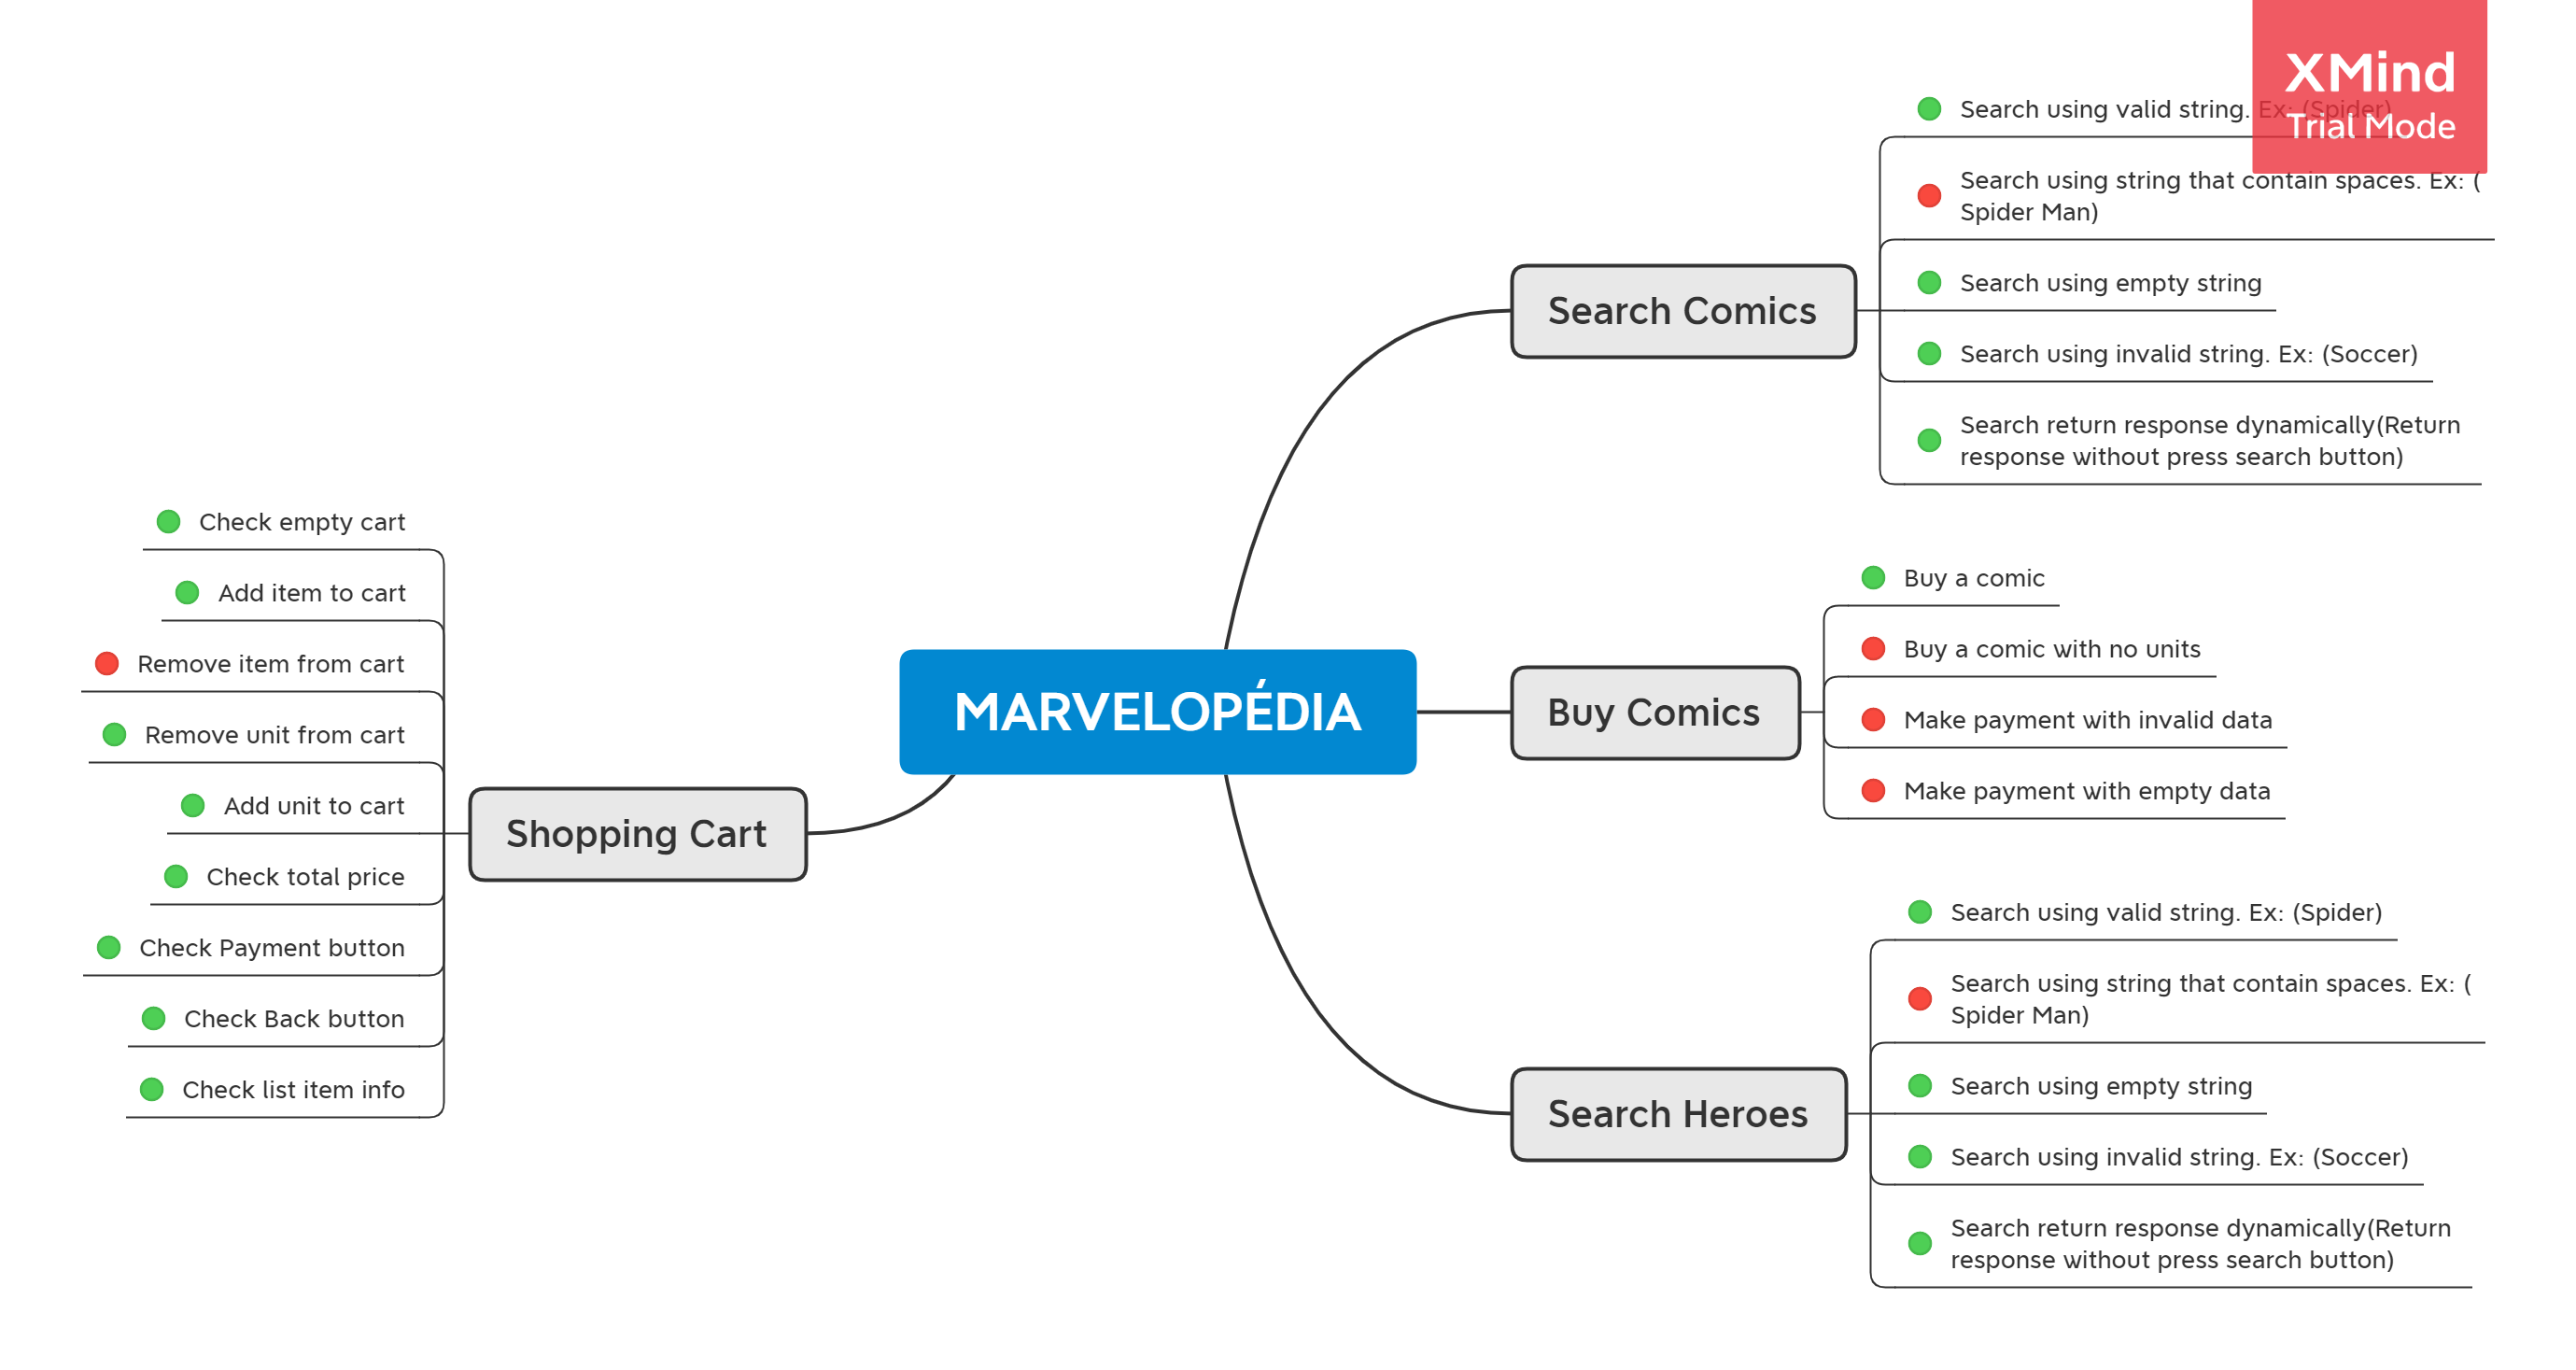 XMind
Trial Mode
Search using valid string. Ex: (Spider)
Search using string that contain spaces. Ex: (
Spider Man)
Search using empty string
Search using invalid string. Ex: (Soccer)
Search return response dynamically(Return
response without press search button)
Search Comics
Buy a comic
Buy a comic with no units
Make payment with invalid data
Make payment with empty data
Buy Comics
Search using valid string. Ex: (Spider)
Search using string that contain spaces. Ex: (
Spider Man)
Search using empty string
Search using invalid string. Ex: (Soccer)
Search return response dynamically(Return
response without press search button)
Search Heroes
MARVELOPÉDIA
Shopping Cart
Check empty cart
Add item to cart
Remove item from cart
Remove unit from cart
Add unit to cart
Check total price
Check Payment button
Check Back button
Check list item info